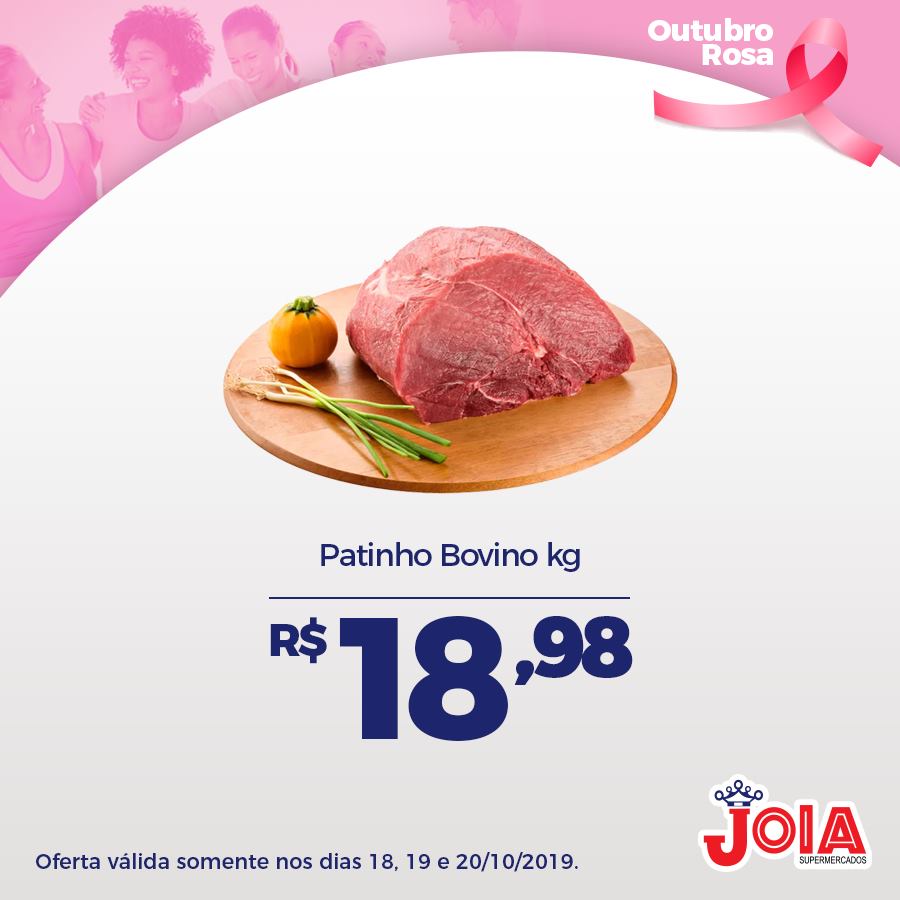 Outubro
Rosa
Patinho Bovino kg
R$ 18,98
JOIA
SUPERMERCADOS
Oferta válida somente nos dias 18, 19 e 20/10/2019.